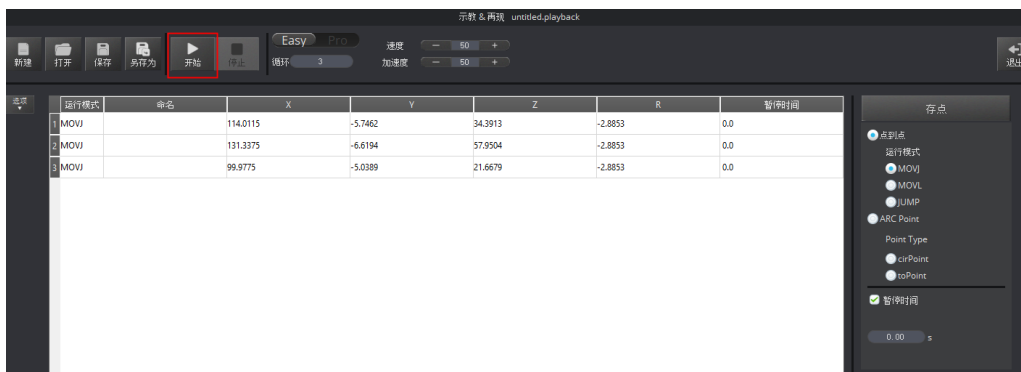 示教 & 再现 untitled.playback
新建 打开 保存 另存为 开始 停止
Easy Pro
循环 3
速度 － 50 +
加速度 － 50 +
退出
选项
运行模式 命名 X Y Z R 暂停时间
1 MOVJ 114.0115 -5.7462 34.3913 -2.8853 0.0
2 MOVJ 131.3375 -6.6194 57.9504 -2.8853 0.0
3 MOVJ 99.9775 -5.0389 21.6679 -2.8853 0.0
存点
点到点
运行模式
MOVJ
MOVL
JUMP
ARC Point
Point Type
cirPoint
toPoint
暂停时间
0.00 s